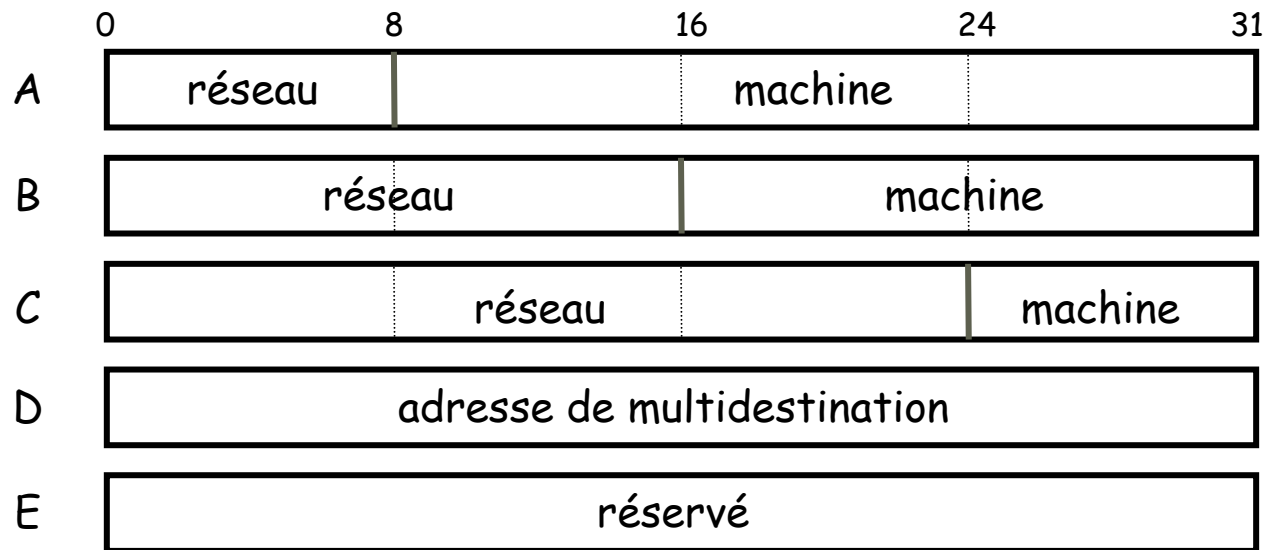 0 8 16 24 31
A réseau machine
B réseau machine
C réseau machine
D adresse de multidestination
E réservé